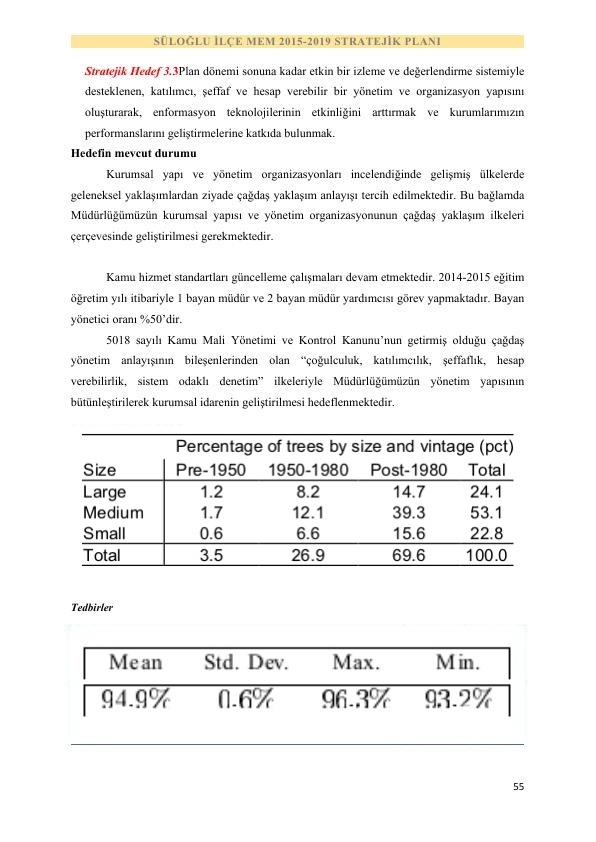 SÜLOĞLU İLÇE MEM 2015-2019 STRATEJİK PLANI
Stratejik Hedef 3.3Plan dönemi sonuna kadar etkin bir izleme ve değerlendirme sistemiyle
desteklenen, katılımcı, şeffaf ve hesap verebilir bir yönetim ve organizasyon yapısını
oluşturarak, enformasyon teknolojilerinin etkinliğini arttırmak ve kurumlarımızın
performanslarını geliştirmelerine katkıda bulunmak.
Hedefin mevcut durumu
Kurumsal yapı ve yönetim organizasyonları incelendiğinde gelişmiş ülkelerde
geleneksel yaklaşımlardan ziyade çağdaş yaklaşım anlayışı tercih edilmektedir. Bu bağlamda
Müdürlüğümüzün kurumsal yapısı ve yönetim organizasyonunun çağdaş yaklaşım ilkeleri
çerçevesinde geliştirilmesi gerekmektedir.
Kamu hizmet standartları güncelleme çalışmaları devam etmektedir. 2014-2015 eğitim
öğretim yılı itibariyle 1 bayan müdür ve 2 bayan müdür yardımcısı görev yapmaktadır. Bayan
yönetici oranı %50’dir.
5018 sayılı Kamu Mali Yönetimi ve Kontrol Kanunu’nun getirmiş olduğu çağdaş
yönetim anlayışının bileşenlerinden olan “çoğulculuk, katılımcılık, şeffaflık, hesap
verebilirlik, sistem odaklı denetim” ilkeleriyle Müdürlüğümüzün yönetim yapısının
bütünleştirilerek kurumsal idarenin geliştirilmesi hedeflenmektedir.
Percentage of trees by size and vintage (pct)
Size Pre-1950 1950-1980 Post-1980 Total
Large 1.2 8.2 14.7 24.1
Medium 1.7 12.1 39.3 53.1
Small 0.6 6.6 15.6 22.8
Total 3.5 26.9 69.6 100.0
Tedbirler
Mean Std. Dev. Max. Min.
94.9% 0.6% 96.3% 93.2%
55